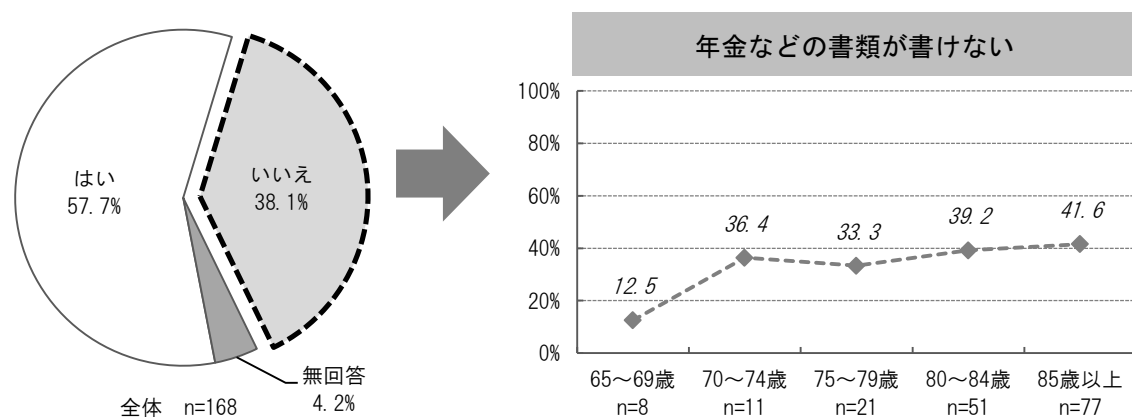 はい
57.7%
いいえ
38.1%
無回答
4.2%
全体 n=168
年金などの書類が書けない
100%
80%
60%
40%
20%
0%
12.5
36.4
33.3
39.2
41.6
65～69歳
n=8
70～74歳
n=11
75～79歳
n=21
80～84歳
n=51
85歳以上
n=77